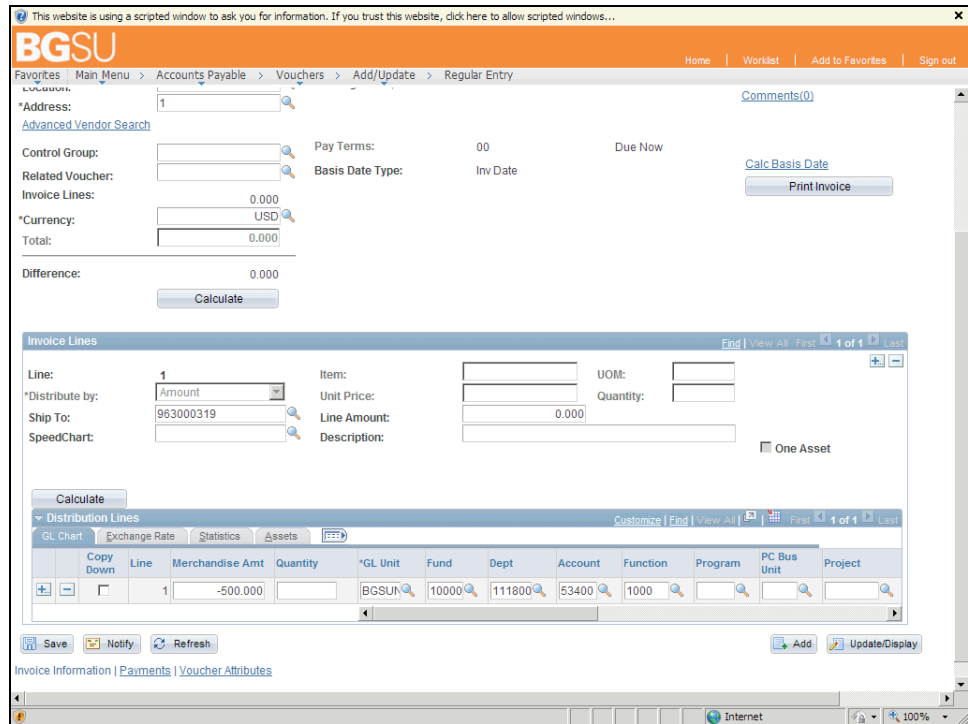 This website is using a scripted window to ask you for information. If you trust this website, click here to allow scripted windows...
BGSU
Home | Worklist | Add to Favorites | Sign out
Favorites | Main Menu > Accounts Payable > Vouchers > Add/Update > Regular Entry
Location:
*Address: 1 Comments(0)
Advanced Vendor Search
Control Group: Pay Terms: 00 Due Now
Related Voucher: Basis Date Type: Inv Date Calc Basis Date
Invoice Lines: 0.000 Print Invoice
*Currency: USD
Total: 0.000
Difference: 0.000
Calculate
Invoice Lines Find | View All First 1 of 1 Last
Line: 1 Item: UOM:
*Distribute by: Amount Unit Price: Quantity:
Ship To: 963000319 Line Amount: 0.000
SpeedChart: Description:
One Asset
Calculate
Distribution Lines Customize | Find | View All | First 1 of 1 Last
GL Chart Exchange Rate Statistics Assets
Copy Down Line Merchandise Amt Quantity *GL Unit Fund Dept Account Function Program PC Bus Unit Project
1 -500.000 BGSUN 10000 111800 53400 1000
Save Notify Refresh Add Update/Display
Invoice Information | Payments | Voucher Attributes
Internet 100%